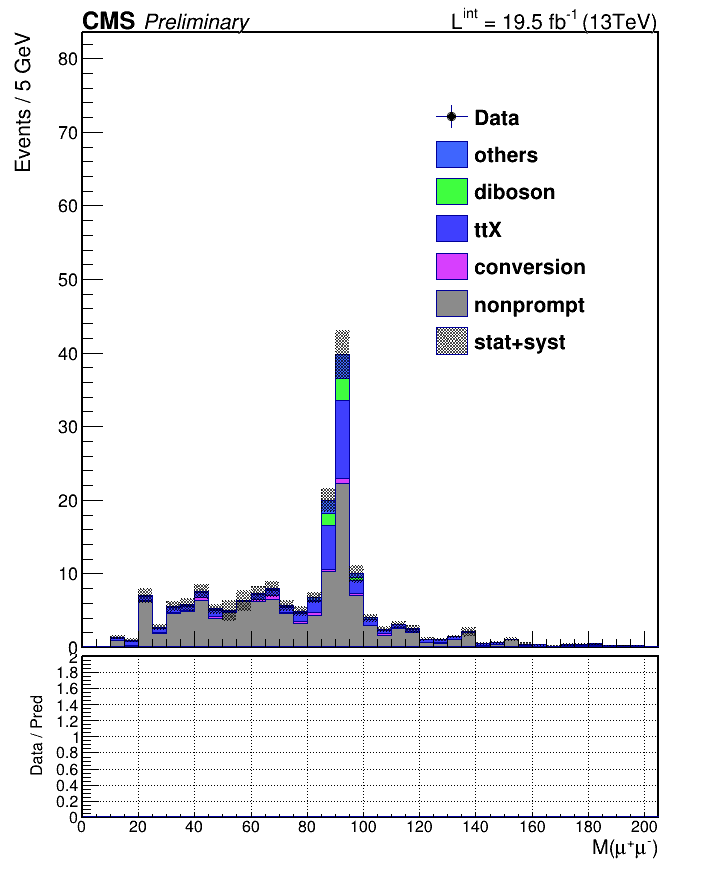 CMS Preliminary
L^int = 19.5 fb^-1 (13TeV)
Events / 5 GeV
80
70
60
50
40
30
20
10
0
Data
others
diboson
ttX
conversion
nonprompt
stat+syst
Data / Pred
2
1.8
1.6
1.4
1.2
1
0.8
0.6
0.4
0.2
0
0 20 40 60 80 100 120 140 160 180 200
M(μ⁺μ⁻)